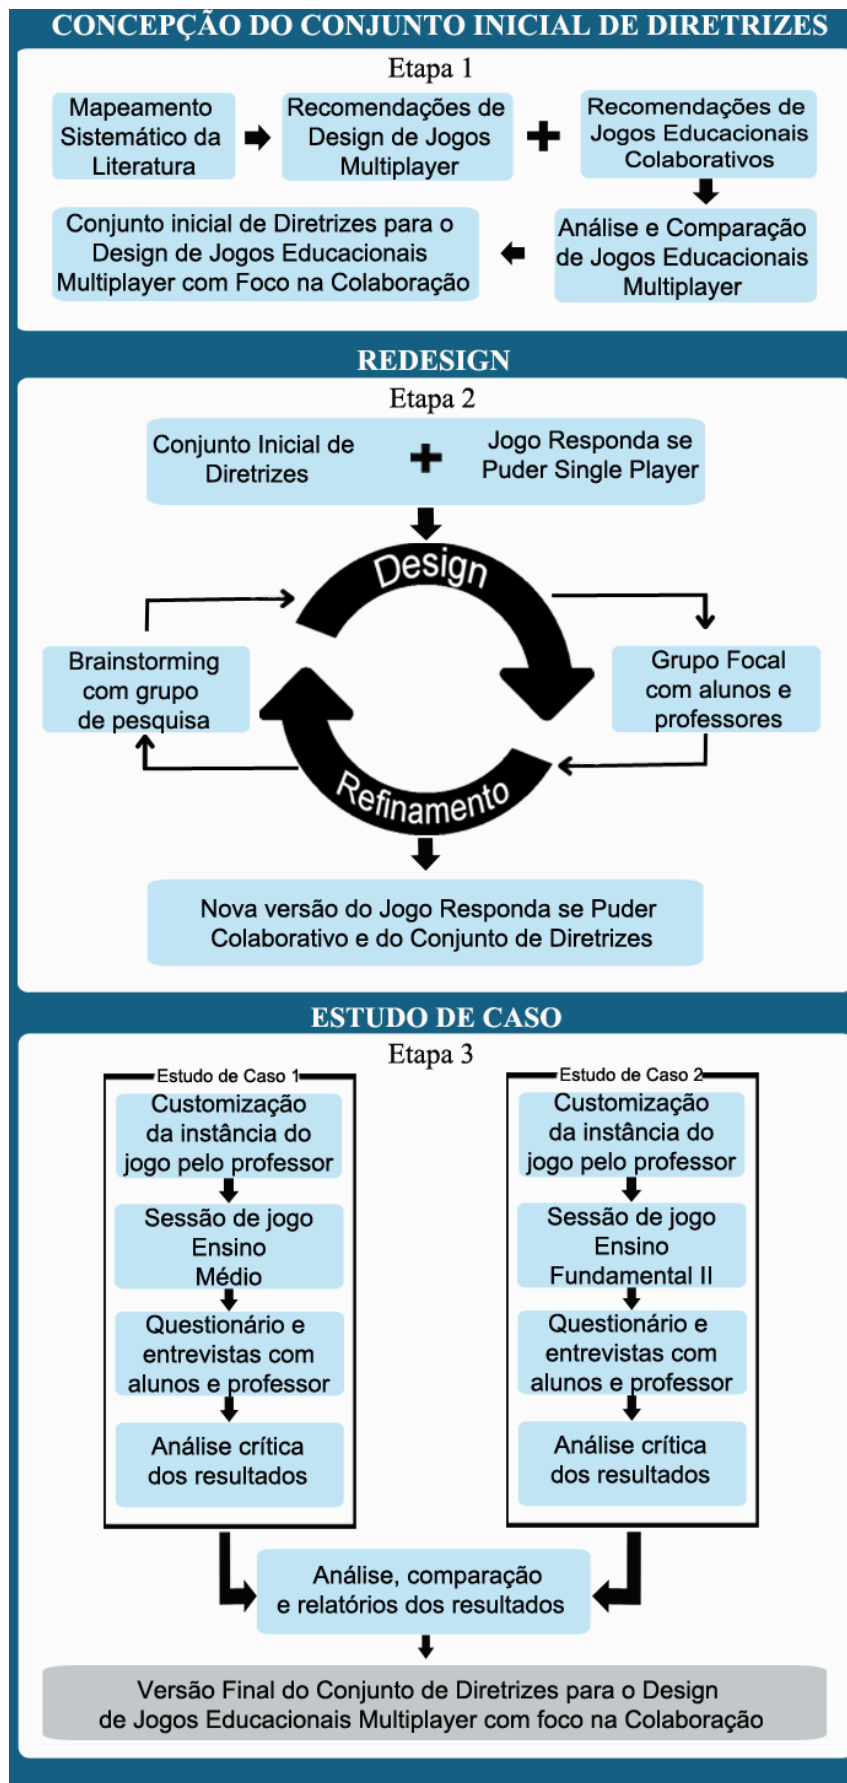 CONCEPÇÃO DO CONJUNTO INICIAL DE DIRETRIZES
Etapa 1
Mapeamento
Sistemático da
Literatura
Recomendações de
Design de Jogos
Multiplayer
Recomendações de
Jogos Educacionais
Colaborativos
Conjunto inicial de Diretrizes para o
Design de Jogos Educacionais
Multiplayer com Foco na Colaboração
Análise e Comparação
de Jogos Educacionais
Multiplayer
REDESIGN
Etapa 2
Conjunto Inicial de
Diretrizes
Jogo Responda se
Puder Single Player
Design
Brainstorming
com grupo
de pesquisa
Grupo Focal
com alunos e
professores
Refinamento
Nova versão do Jogo Responda se Puder
Colaborativo e do Conjunto de Diretrizes
ESTUDO DE CASO
Etapa 3
Estudo de Caso 1
Customização
da instância do
jogo pelo professor
Sessão de jogo
Ensino
Médio
Questionário e
entrevistas com
alunos e professor
Análise crítica
dos resultados
Estudo de Caso 2
Customização
da instância do
jogo pelo professor
Sessão de jogo
Ensino
Fundamental II
Questionário e
entrevistas com
alunos e professor
Análise crítica
dos resultados
Análise, comparação
e relatórios dos resultados
Versão Final do Conjunto de Diretrizes para o Design
de Jogos Educacionais Multiplayer com foco na Colaboração